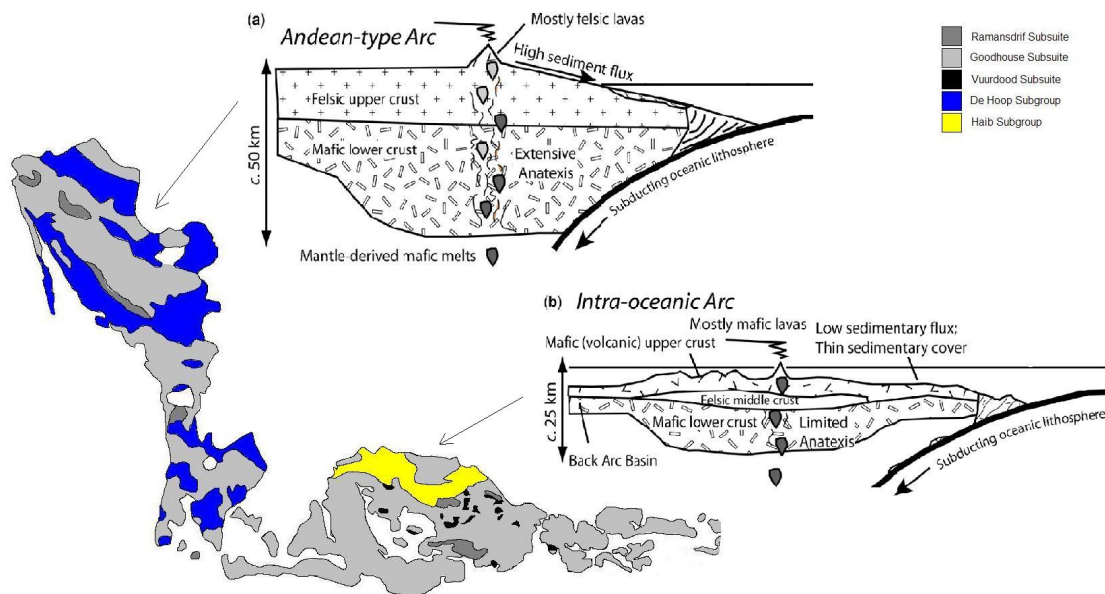 (a)
Andean-type Arc
Mostly felsic lavas
High sediment flux
Felsic upper crust
Mafic lower crust
Extensive
Anatexis
c. 50 km
Subducting oceanic lithosphere
Mantle-derived mafic melts
Ramansdrif Subsuite
Goodhouse Subsuite
Vuurdood Subsuite
De Hoop Subgroup
Haib Subgroup
(b)
Intra-oceanic Arc
Mostly mafic lavas
Mafic (volcanic) upper crust
Low sedimentary flux;
Thin sedimentary cover
Felsic middle crust
Mafic lower crust
Limited
Anatexis
c. 25 km
Back Arc Basin
Subducting oceanic lithosphere